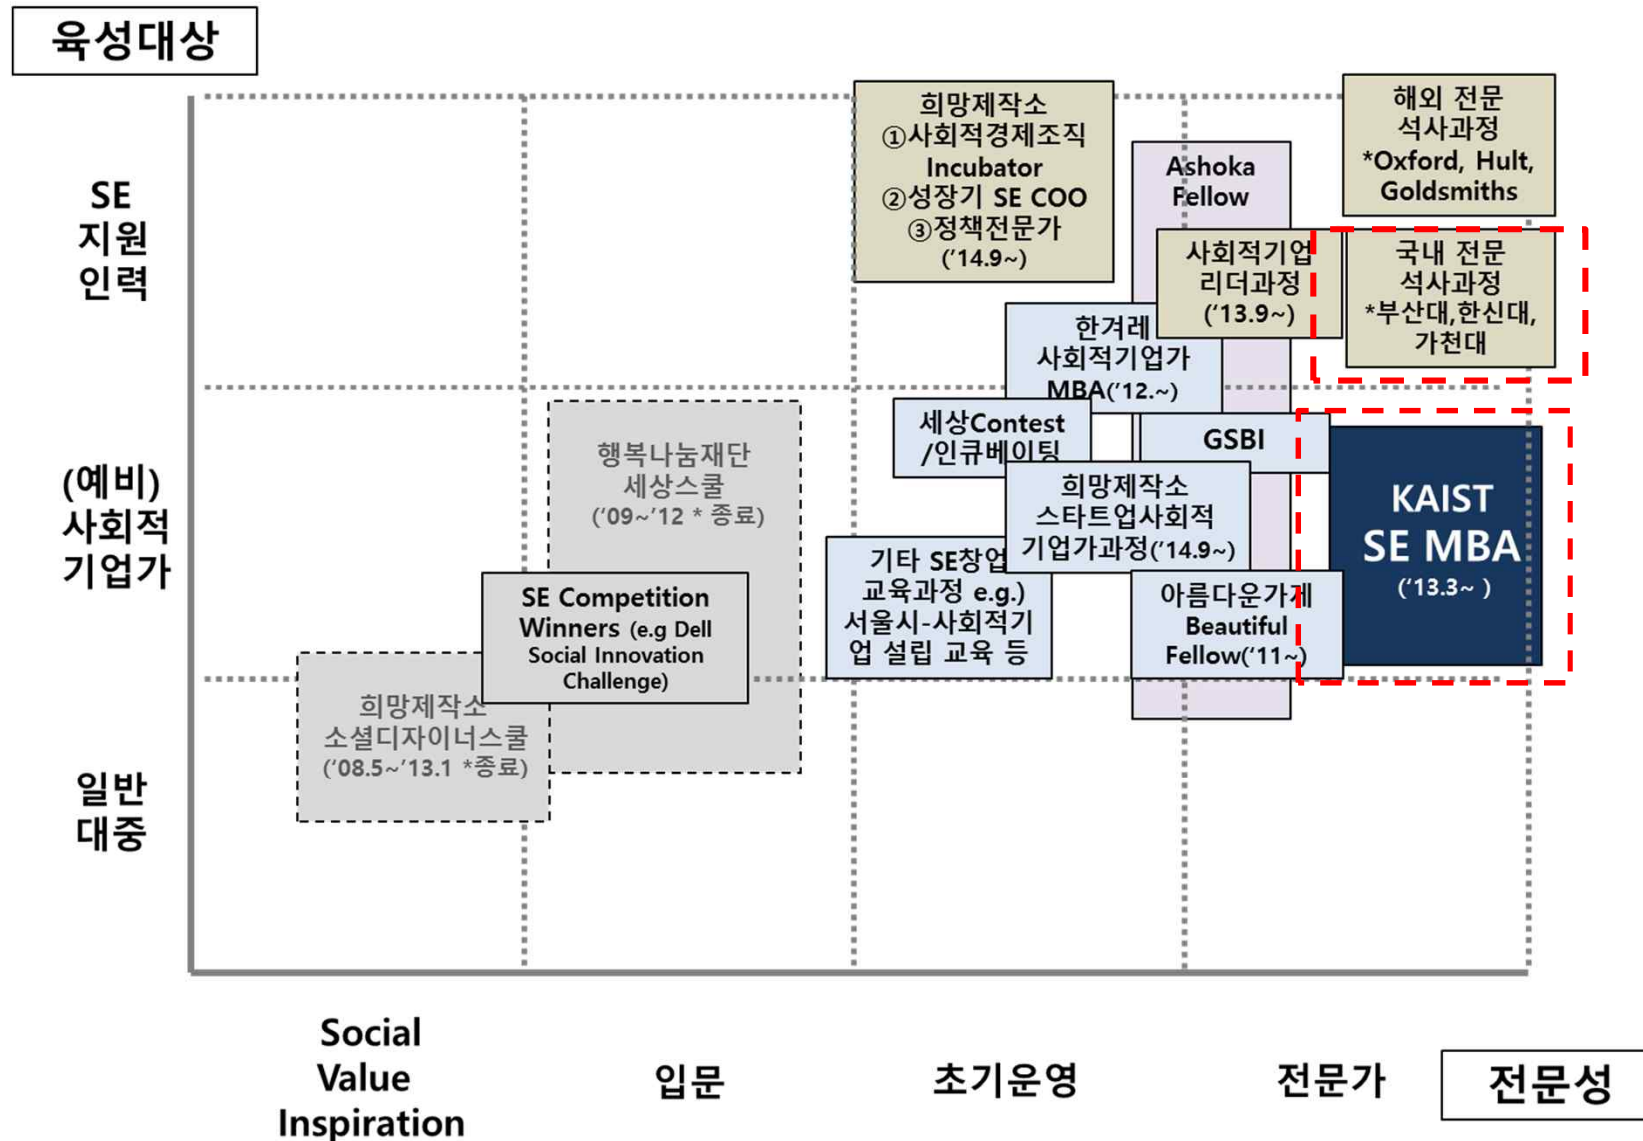 육성대상
SE
지원
인력
(예비)
사회적
기업가
일반
대중
희망제작소
①사회적경제조직
Incubator
②성장기 SE COO
③정책전문가
('14.9~)
Ashoka
Fellow
해외 전문
석사과정
*Oxford, Hult,
Goldsmiths
사회적기업
리더과정
('13.9~)
국내 전문
석사과정
*부산대,한신대,
가천대
한겨레
사회적기업가
MBA('12.~)
세상Contest
/인큐베이팅
GSBI
행복나눔재단
세상스쿨
('09~'12 * 종료)
희망제작소
스타트업사회적
기업가과정('14.9~)
KAIST
SE MBA
('13.3~ )
기타 SE창업
교육과정 e.g.)
서울시-사회적기
업 설립 교육 등
아름다운가게
Beautiful
Fellow('11~)
SE Competition
Winners (e.g Dell
Social Innovation
Challenge)
희망제작소
소셜디자이너스쿨
('08.5~'13.1 *종료)
Social
Value
Inspiration
입문
초기운영
전문가
전문성